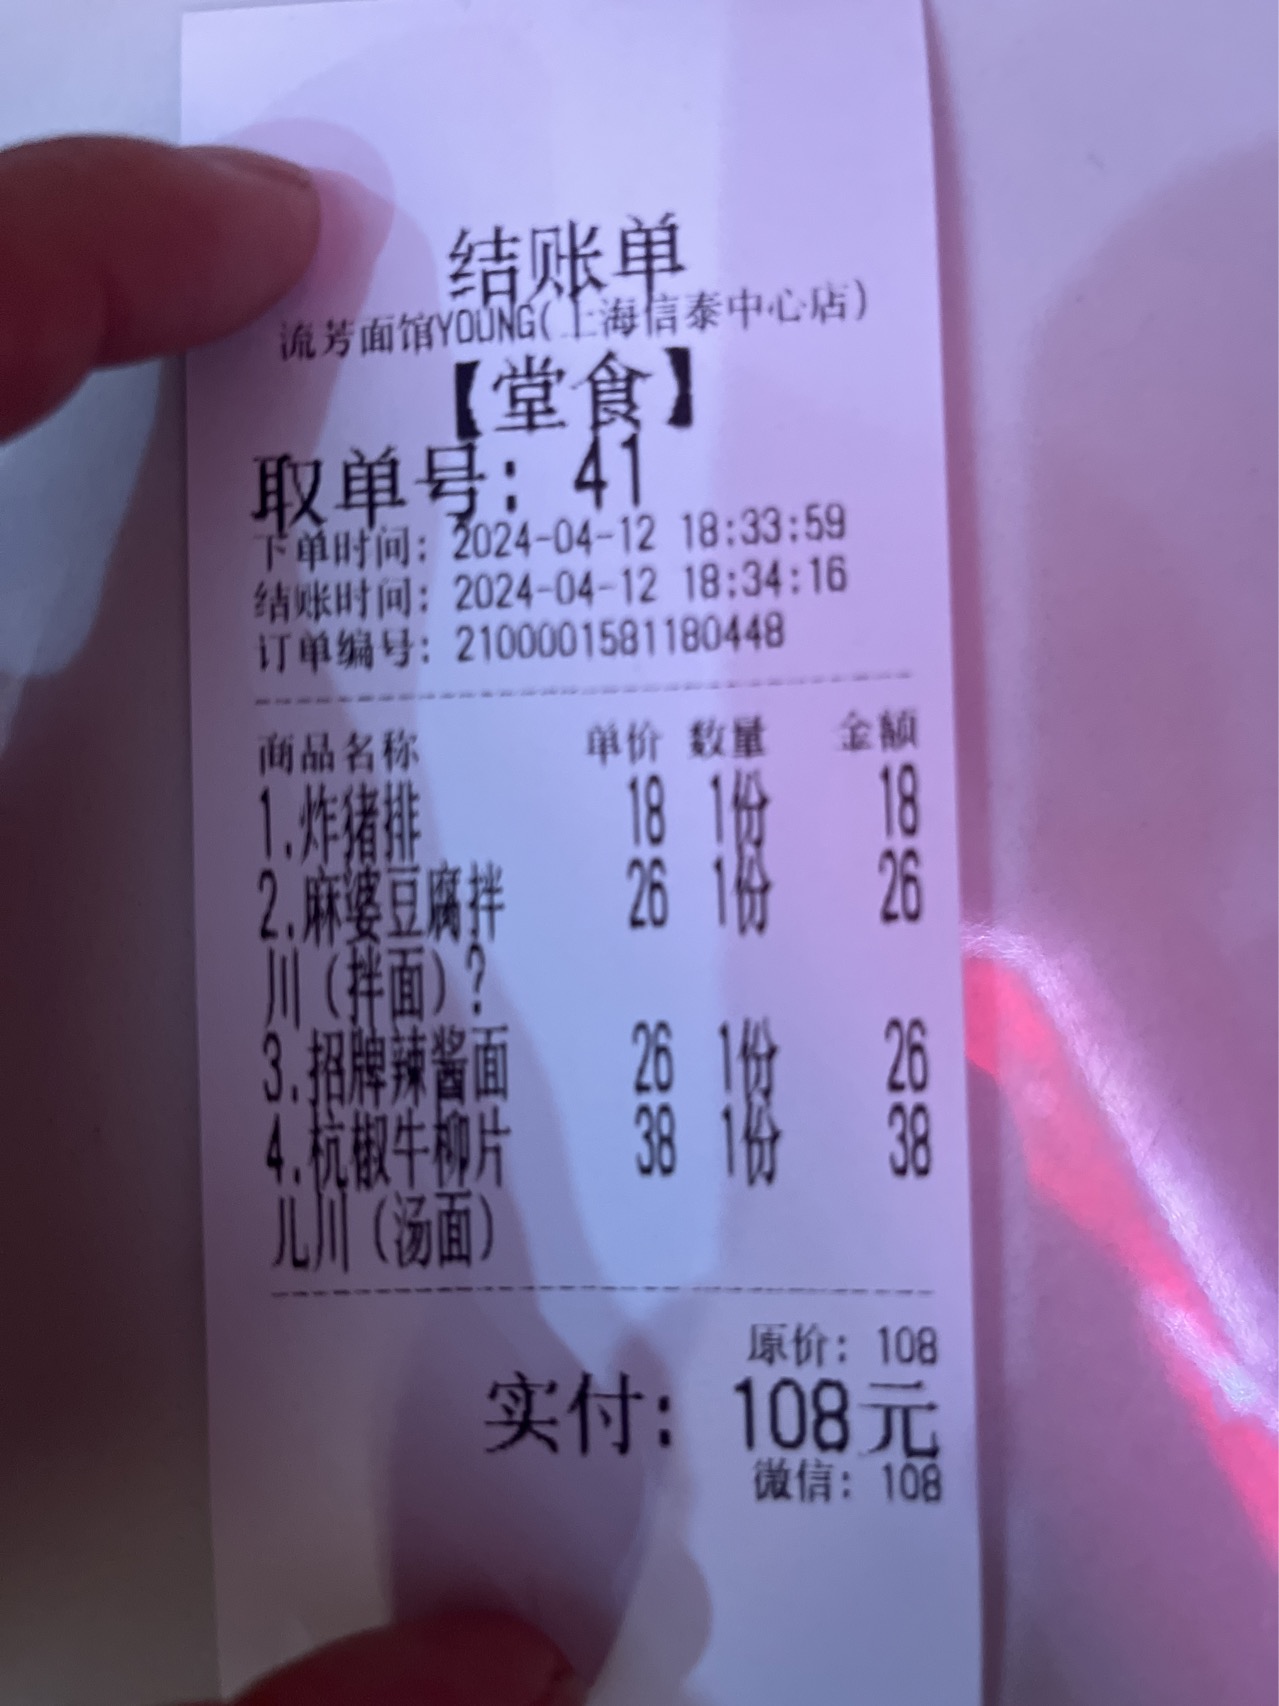 结账单
流芳面馆YOUNG(上海信泰中心店)
【堂食】
取单号: 41
下单时间: 2024-04-12 18:33:59
结账时间: 2024-04-12 18:34:16
订单编号: 2100001581180448
商品名称 单价 数量 金额
1.炸猪排 18 1份 18
2.麻婆豆腐拌 26 1份 26
川(拌面)?
3.招牌辣酱面 26 1份 26
4.杭椒牛柳片 38 1份 38
儿川(汤面)
原价: 108
实付: 108元
微信: 108